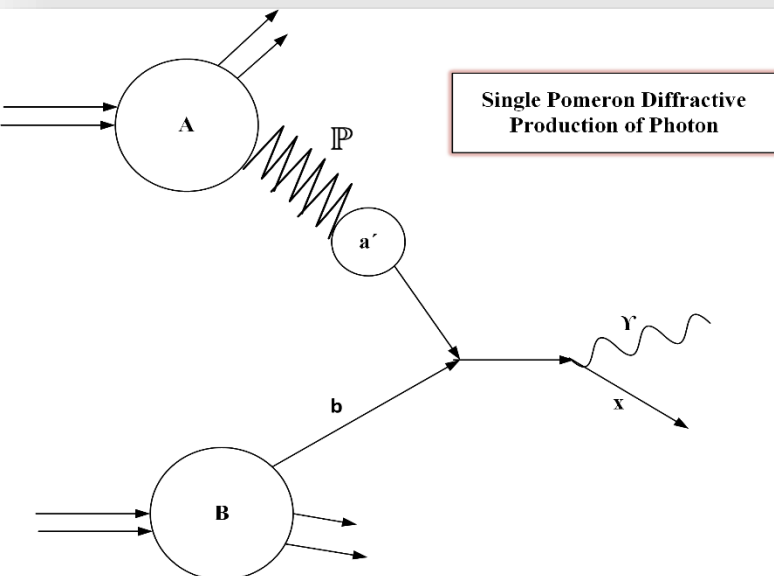 A
ℙ
Single Pomeron Diffractive
Production of Photon
a´
ϒ
b
x
B